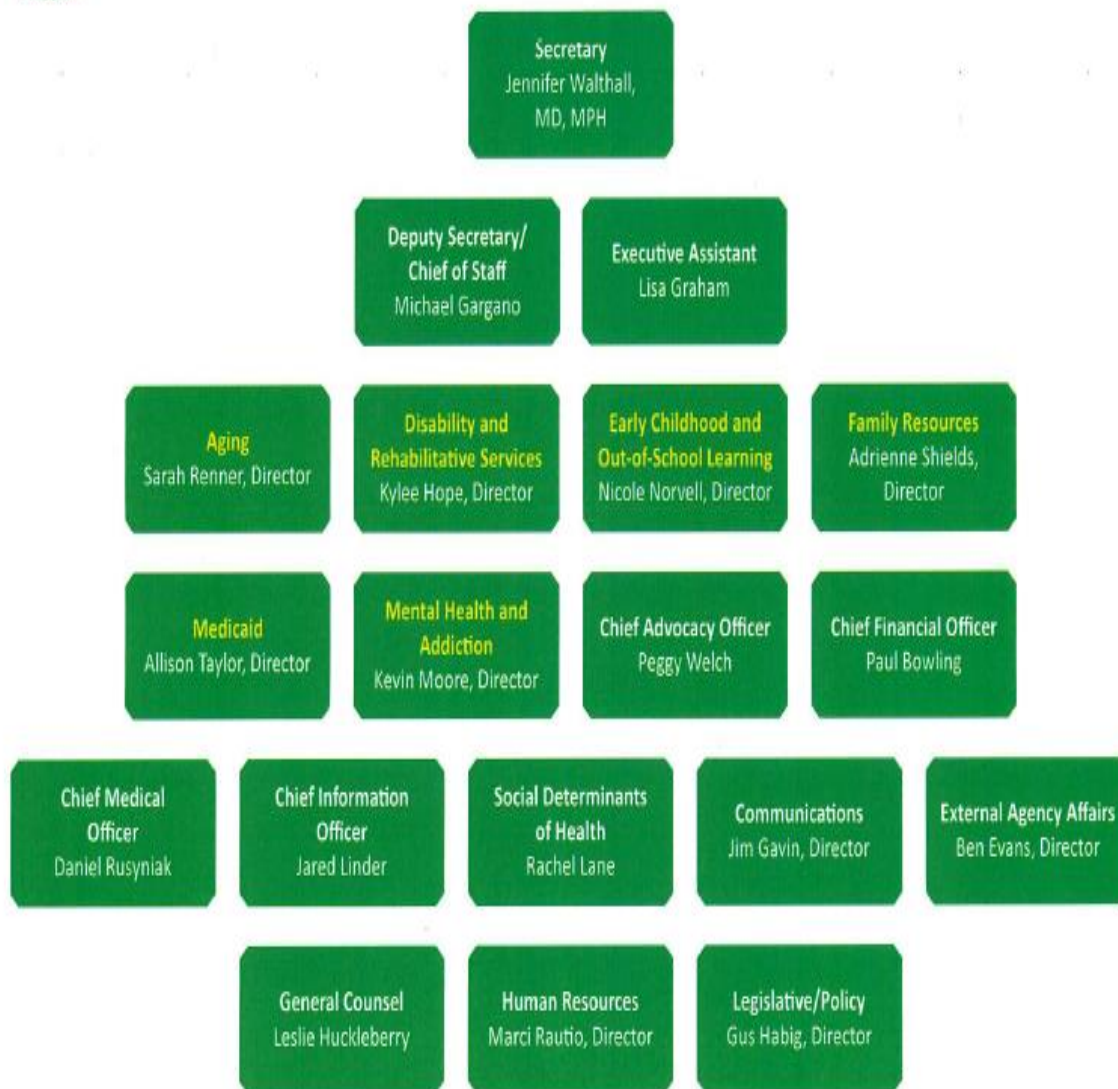 Secretary
Jennifer Walthall,
MD, MPH
Deputy Secretary/
Chief of Staff
Michael Gargano
Executive Assistant
Lisa Graham
Aging
Sarah Renner, Director
Disability and
Rehabilitative Services
Kylee Hope, Director
Early Childhood and
Out-of-School Learning
Nicole Norvell, Director
Family Resources
Adrienne Shields,
Director
Medicaid
Allison Taylor, Director
Mental Health and
Addiction
Kevin Moore, Director
Chief Advocacy Officer
Peggy Welch
Chief Financial Officer
Paul Bowling
Chief Medical
Officer
Daniel Rusyniak
Chief Information
Officer
Jared Linder
Social Determinants
of Health
Rachel Lane
Communications
Jim Gavin, Director
External Agency Affairs
Ben Evans, Director
General Counsel
Leslie Huckleberry
Human Resources
Marci Rautio, Director
Legislative/Policy
Gus Habig, Director